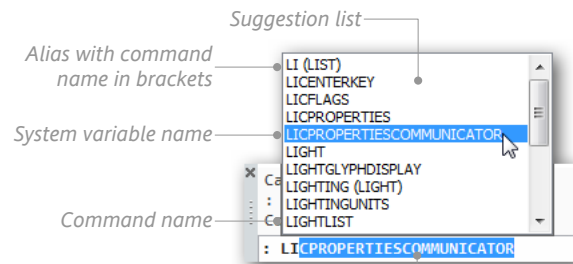 Suggestion list
Alias with command
name in brackets
System variable name
Command name
LI (LIST)
LICENTERKEY
LICFLAGS
LICPROPERTIES
LICPROPERTIESCOMMUNICATOR
LIGHT
LIGHTGLYPHDISPLAY
LIGHTING (LIGHT)
LIGHTINGUNITS
LIGHTLIST
Ca
:
C
: LICPROPERTIESCOMMUNICATOR